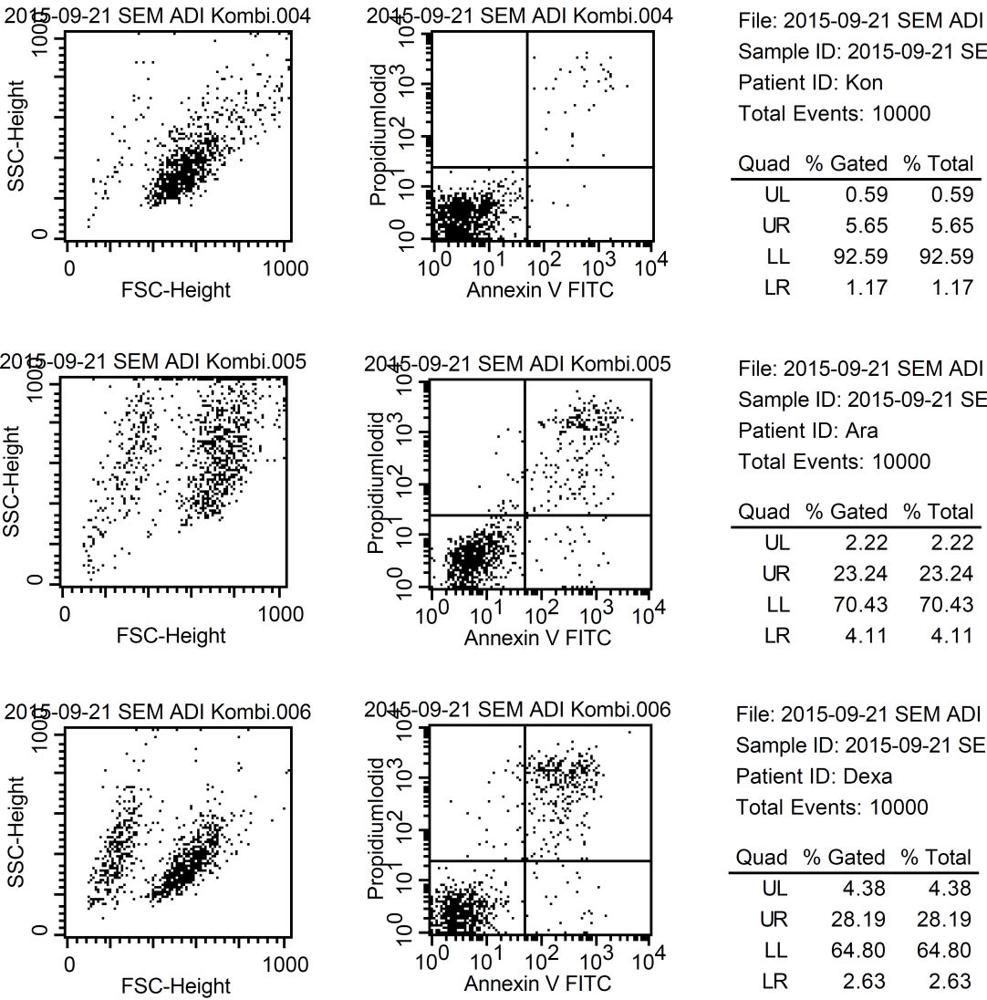 2015-09-21 SEM ADI Kombi.004
SSC-Height
1000
0
0 1000
FSC-Height
2015-09-21 SEM ADI Kombi.004
PropidiumIodid
10^4
10^3
10^2
10^1
10^0
10^0 10^1 10^2 10^3 10^4
Annexin V FITC
File: 2015-09-21 SEM ADI
Sample ID: 2015-09-21 SE
Patient ID: Kon
Total Events: 10000
Quad % Gated % Total
UL 0.59 0.59
UR 5.65 5.65
LL 92.59 92.59
LR 1.17 1.17
2015-09-21 SEM ADI Kombi.005
SSC-Height
1000
0
0 1000
FSC-Height
2015-09-21 SEM ADI Kombi.005
PropidiumIodid
10^4
10^3
10^2
10^1
10^0
10^0 10^1 10^2 10^3 10^4
Annexin V FITC
File: 2015-09-21 SEM ADI
Sample ID: 2015-09-21 SE
Patient ID: Ara
Total Events: 10000
Quad % Gated % Total
UL 2.22 2.22
UR 23.24 23.24
LL 70.43 70.43
LR 4.11 4.11
2015-09-21 SEM ADI Kombi.006
SSC-Height
1000
0
0 1000
FSC-Height
2015-09-21 SEM ADI Kombi.006
PropidiumIodid
10^4
10^3
10^2
10^1
10^0
10^0 10^1 10^2 10^3 10^4
Annexin V FITC
File: 2015-09-21 SEM ADI
Sample ID: 2015-09-21 SE
Patient ID: Dexa
Total Events: 10000
Quad % Gated % Total
UL 4.38 4.38
UR 28.19 28.19
LL 64.80 64.80
LR 2.63 2.63